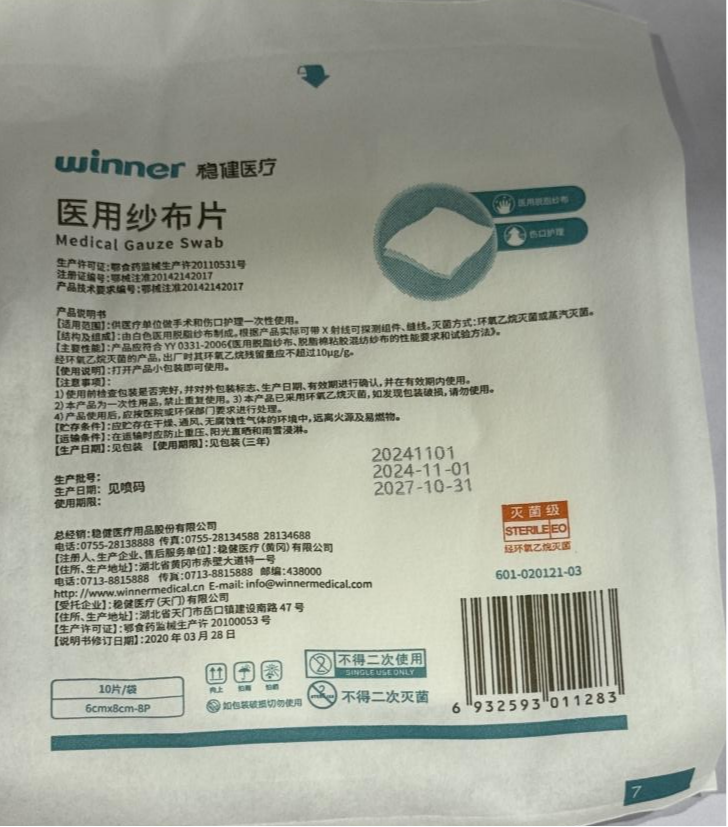 winner 稳健医疗
医用脱脂纱布
伤口护理
医用纱布片
Medical Gauze Swab
生产许可证:鄂食药监械生产许20110531号
注册证编号:鄂械注准20142142017
产品技术要求编号:鄂械注准20142142017
产品说明书
【适用范围】:供医疗单位做手术和伤口护理一次性使用。
【结构及组成】:由白色医用脱脂纱布制成。根据产品实际可带X射线可探测组件、缝线。灭菌方式:环氧乙烷灭菌或蒸汽灭菌。
【主要性能】:产品应符合YY 0331-2006《医用脱脂纱布、脱脂棉粘胶混纺纱布的性能要求和试验方法》。
经环氧乙烷灭菌的产品,出厂时其环氧乙烷残留量应不超过10μg/g。
【使用说明】:打开产品小包装即可使用。
【注意事项】:
1)使用前检查包装是否完好,并对外包装标志、生产日期、有效期进行确认,并在有效期内使用。
2)本产品为一次性用品,禁止重复使用。3)本产品已采用环氧乙烷灭菌,如发现包装破损,请勿使用。
4)产品使用后,应按医院或环保部门要求进行处理。
【贮存条件】:应贮存在干燥、通风、无腐蚀性气体的环境中,远离火源及易燃物。
【运输条件】:在运输时应防止重压、阳光直晒和雨雪浸淋。
【生产日期】:见包装 【使用期限】:见包装(三年)
20241101
2024-11-01
2027-10-31
生产批号:
生产日期: 见喷码
使用期限:
灭菌级
STERILE EO
经环氧乙烷灭菌
总经销:稳健医疗用品股份有限公司
电话:0755-28138888 传真:0755-28134588 28134688
【注册人、生产企业、售后服务单位】:稳健医疗(黄冈)有限公司
【住所、生产地址】:湖北省黄冈市赤壁大道特一号
电话:0713-8815888 传真:0713-8815888 邮编:438000
http://www.winnermedical.cn E-mail: info@winnermedical.com
【受托企业】:稳健医疗(天门)有限公司
【住所、生产地址】:湖北省天门市岳口镇建设南路47号
【生产许可证】:鄂食药监械生产许20100053号
【说明书修订日期】:2020年03月28日
601-020121-03
10片/袋
6cmx8cm-8P
向上
怕雨
怕晒
如包装破损切勿使用
不得二次使用
SINGLE USE ONLY
不得二次灭菌
6 932593 011283
7